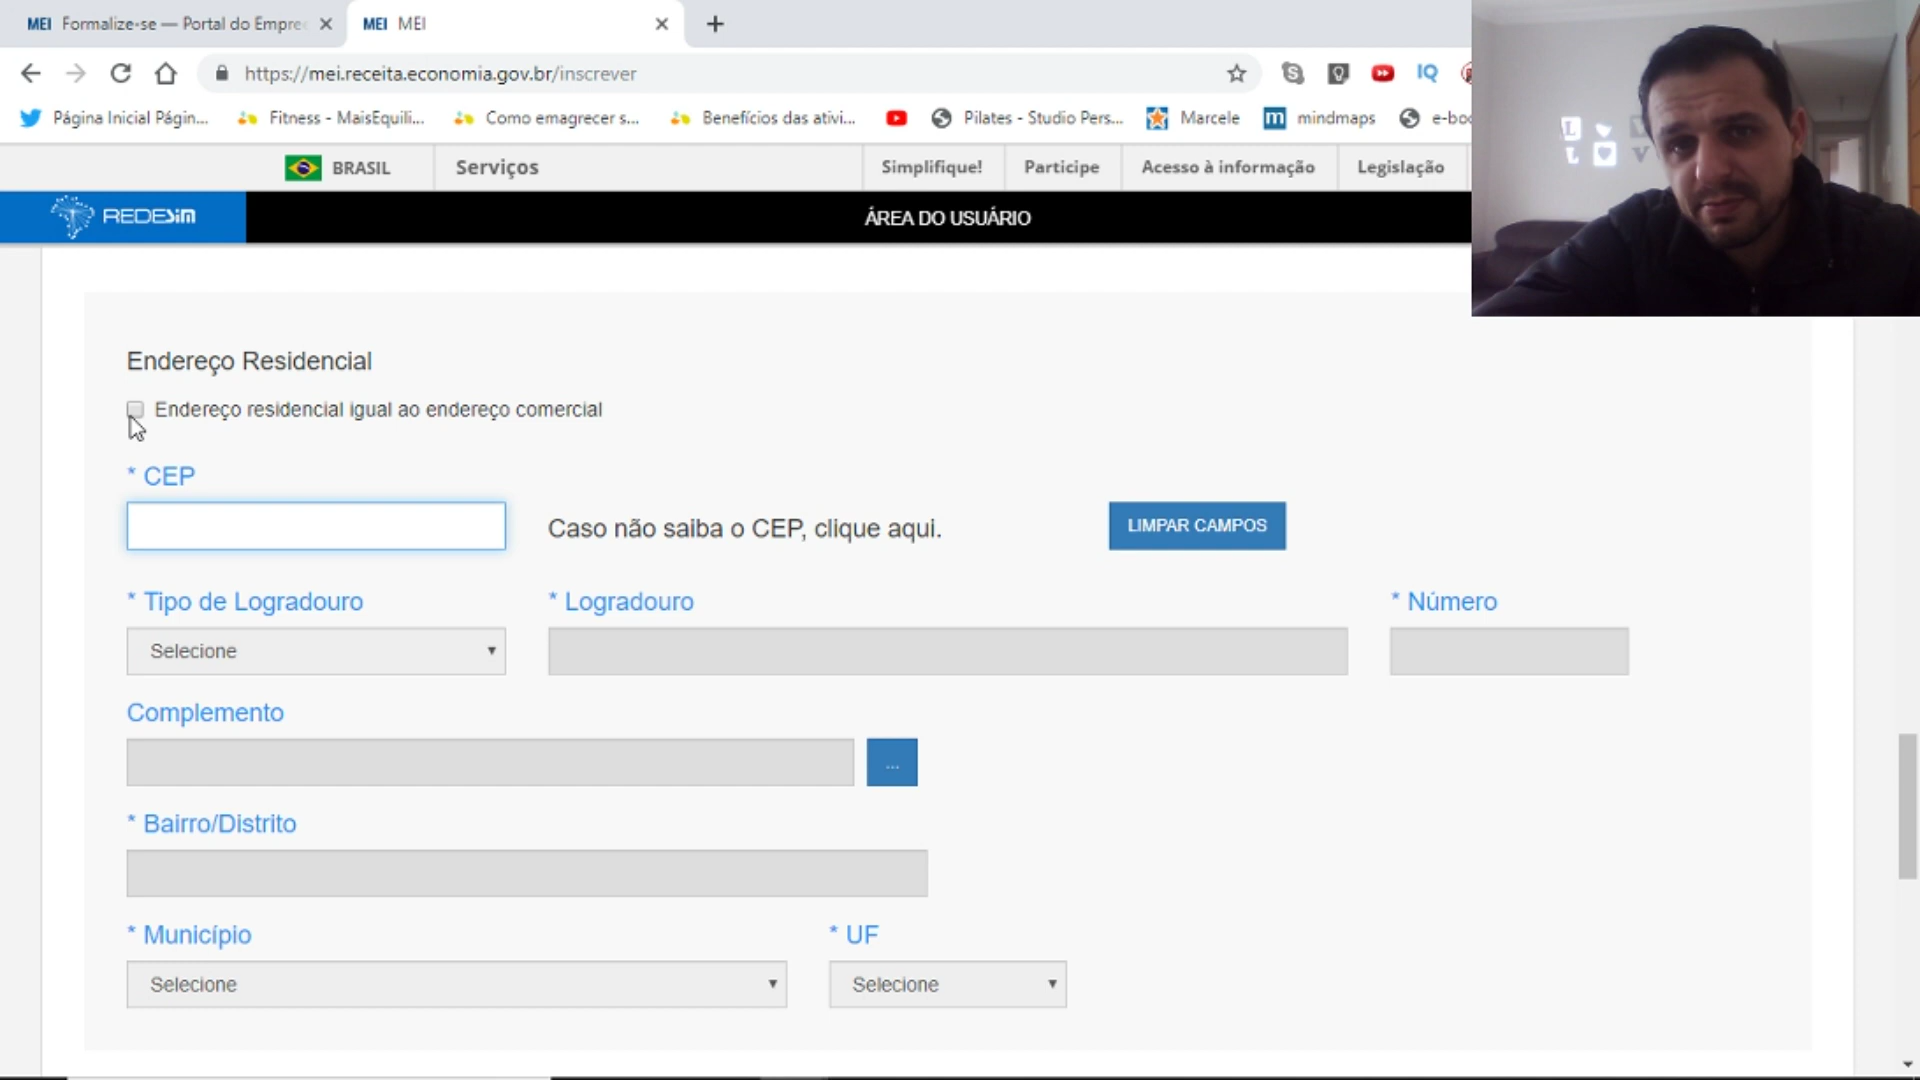 MEI Formalize-se — Portal do Empre
MEI MEI
https://mei.receita.economia.gov.br/inscrever
IQ
Página Inicial Págin...
Fitness - MaisEquili...
Como emagrecer s...
Benefícios das ativi...
Pilates - Studio Pers...
Marcele
m mindmaps
e-boo
BRASIL
Serviços
Simplifique!
Participe
Acesso à informação
Legislação
REDESIM
ÁREA DO USUÁRIO
L V
L V
Endereço Residencial
Endereço residencial igual ao endereço comercial
* CEP
Caso não saiba o CEP, clique aqui.
LIMPAR CAMPOS
* Tipo de Logradouro
* Logradouro
* Número
Selecione
Complemento
...
* Bairro/Distrito
* Município
* UF
Selecione
Selecione